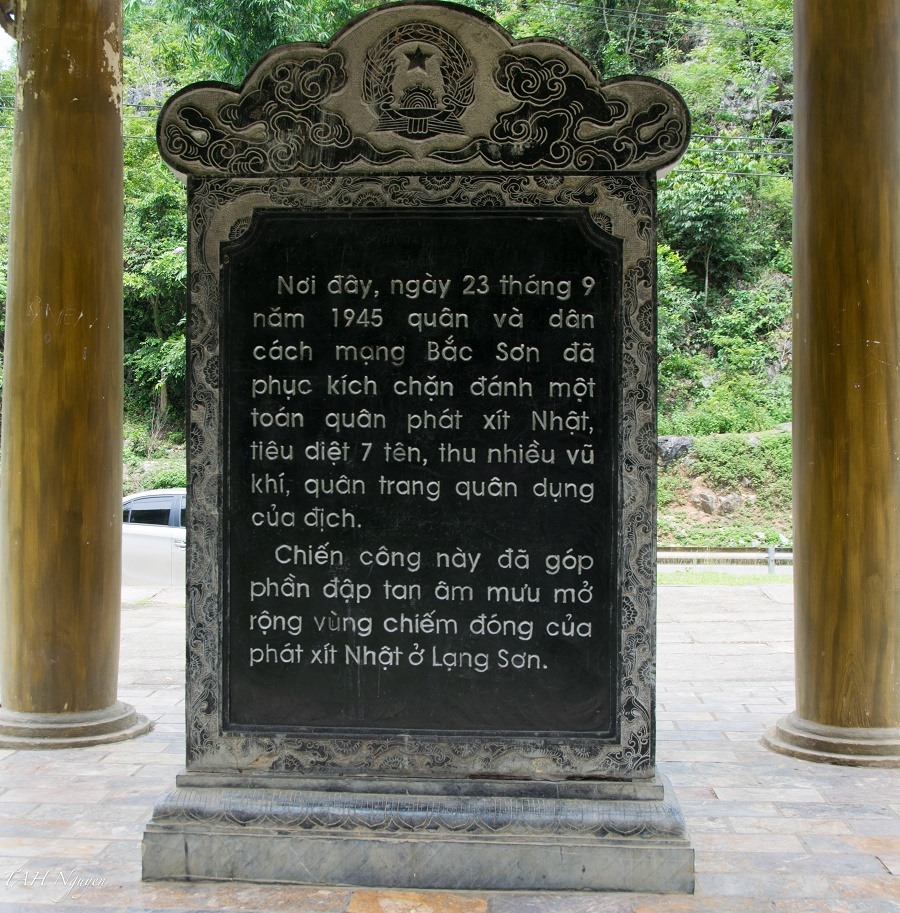 Nơi đây, ngày 23 tháng 9
năm 1945 quân và dân
cách mạng Bắc Sơn đã
phục kích chặn đánh một
toán quân phát xít Nhật,
tiêu diệt 7 tên, thu nhiều vũ
khí, quân trang quân dụng
của địch.
Chiến công này đã góp
phần đập tan âm mưu mở
rộng vùng chiếm đóng của
phát xít Nhật ở Lạng Sơn.
TAH Nguyen